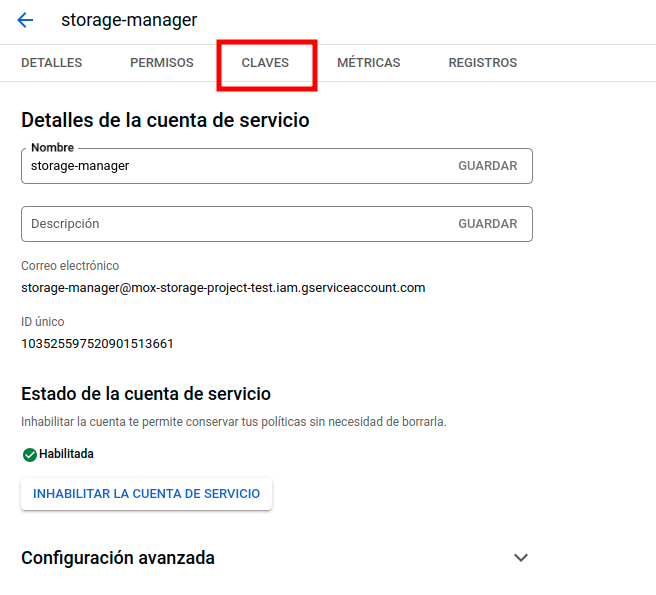 storage-manager
DETALLES PERMISOS CLAVES MÉTRICAS REGISTROS
Detalles de la cuenta de servicio
Nombre
storage-manager GUARDAR
Descripción GUARDAR
Correo electrónico
storage-manager@mox-storage-project-test.iam.gserviceaccount.com
ID único
103525597520901513661
Estado de la cuenta de servicio
Inhabilitar la cuenta te permite conservar tus políticas sin necesidad de borrarla.
Habilitada
INHABILITAR LA CUENTA DE SERVICIO
Configuración avanzada